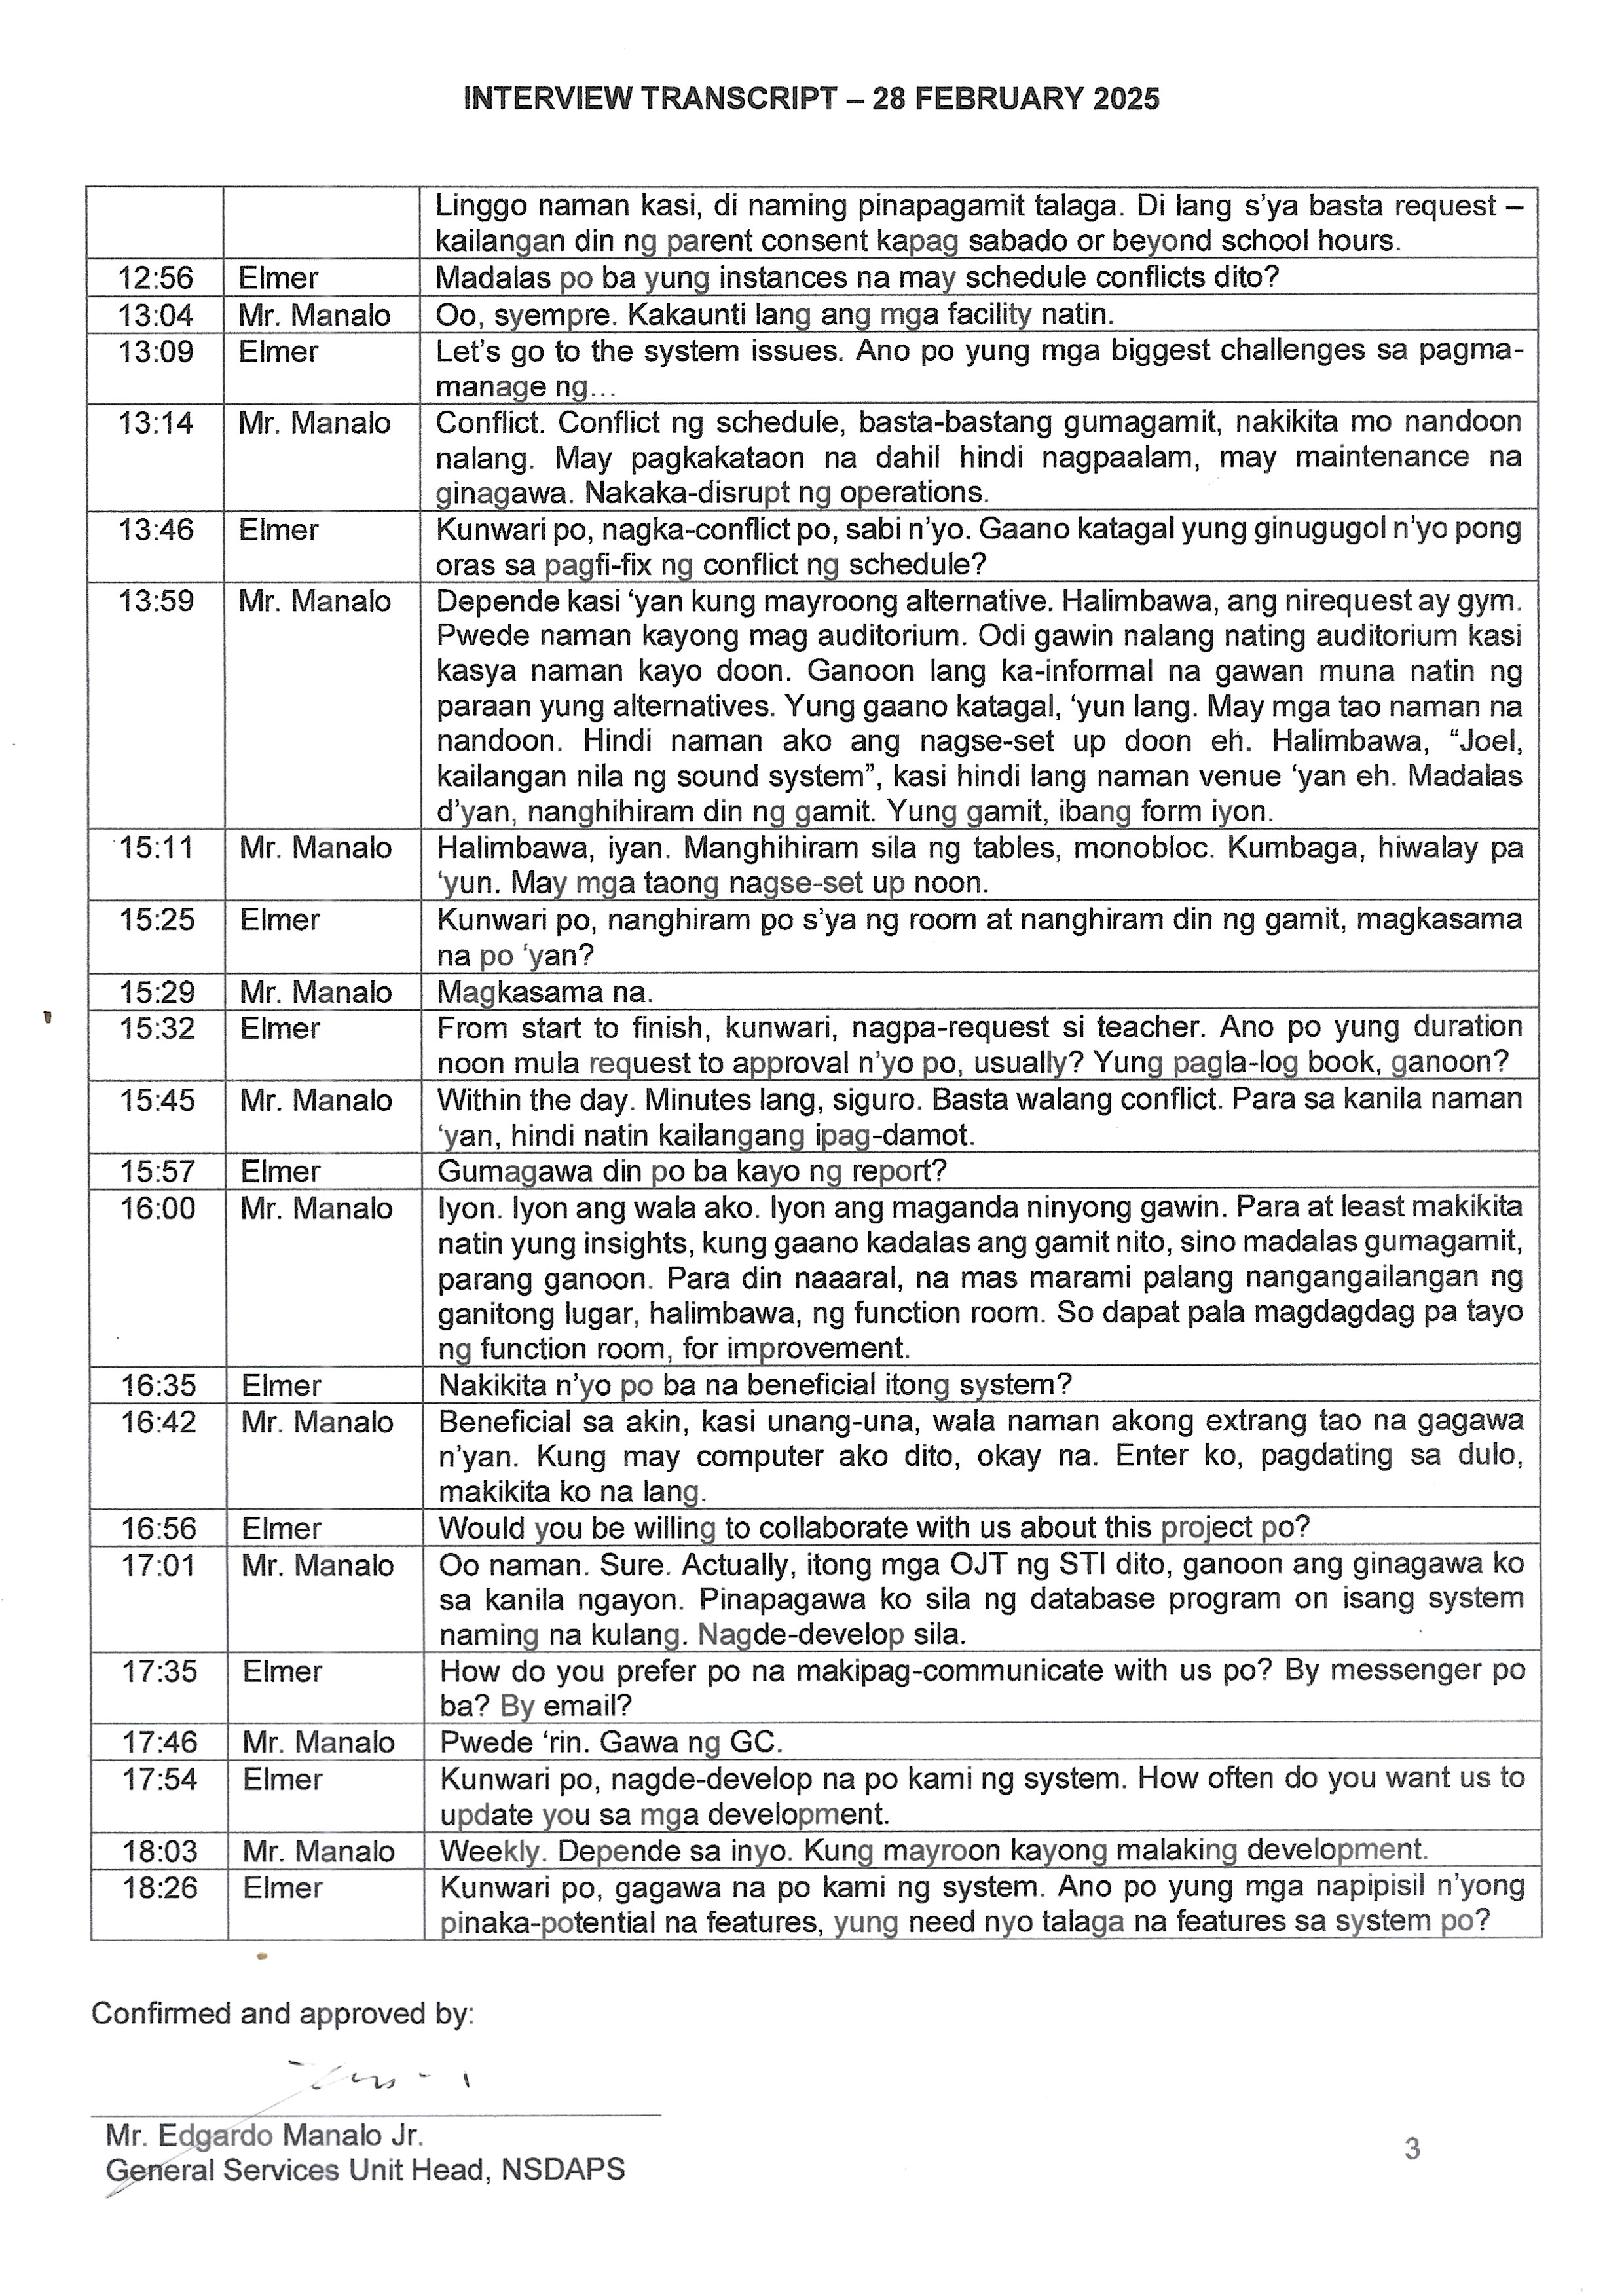 INTERVIEW TRANSCRIPT – 28 FEBRUARY 2025
Linggo naman kasi, di naming pinapagamit talaga. Di lang s'ya basta request –
kailangan din ng parent consent kapag sabado or beyond school hours.
12:56 Elmer Madalas po ba yung instances na may schedule conflicts dito?
13:04 Mr. Manalo Oo, syempre. Kakaunti lang ang mga facility natin.
13:09 Elmer Let's go to the system issues. Ano po yung mga biggest challenges sa pagma-
manage ng...
13:14 Mr. Manalo Conflict. Conflict ng schedule, basta-bastang gumagamit, nakikita mo nandoon
nalang. May pagkakataon na dahil hindi nagpaalam, may maintenance na
ginagawa. Nakaka-disrupt ng operations.
13:46 Elmer Kunwari po, nagka-conflict po, sabi n'yo. Gaano katagal yung ginugugol n'yo pong
oras sa pagfi-fix ng conflict ng schedule?
13:59 Mr. Manalo Depende kasi 'yan kung mayroong alternative. Halimbawa, ang nirequest ay gym.
Pwede naman kayong mag auditorium. Odi gawin nalang nating auditorium kasi
kasya naman kayo doon. Ganoon lang ka-informal na gawan muna natin ng
paraan yung alternatives. Yung gaano katagal, 'yun lang. May mga tao naman na
nandoon. Hindi naman ako ang nagse-set up doon eh. Halimbawa, "Joel,
kailangan nila ng sound system", kasi hindi lang naman venue 'yan eh. Madalas
d'yan, nanghihiram din ng gamit. Yung gamit, ibang form iyon.
15:11 Mr. Manalo Halimbawa, iyan. Manghihiram sila ng tables, monobloc. Kumbaga, hiwalay pa
'yun. May mga taong nagse-set up noon.
15:25 Elmer Kunwari po, nanghiram po s'ya ng room at nanghiram din ng gamit, magkasama
na po 'yan?
15:29 Mr. Manalo Magkasama na.
15:32 Elmer From start to finish, kunwari, nagpa-request si teacher. Ano po yung duration
noon mula request to approval n'yo po, usually? Yung pagla-log book, ganoon?
15:45 Mr. Manalo Within the day. Minutes lang, siguro. Basta walang conflict. Para sa kanila naman
'yan, hindi natin kailangang ipag-damot.
15:57 Elmer Gumagawa din po ba kayo ng report?
16:00 Mr. Manalo Iyon. Iyon ang wala ako. Iyon ang maganda ninyong gawin. Para at least makikita
natin yung insights, kung gaano kadalas ang gamit nito, sino madalas gumagamit,
parang ganoon. Para din naaaral, na mas marami palang nangangailangan ng
ganitong lugar, halimbawa, ng function room. So dapat pala magdagdag pa tayo
ng function room, for improvement.
16:35 Elmer Nakikita n'yo po ba na beneficial itong system?
16:42 Mr. Manalo Beneficial sa akin, kasi unang-una, wala naman akong extrang tao na gagawa
n'yan. Kung may computer ako dito, okay na. Enter ko, pagdating sa dulo,
makikita ko na lang.
16:56 Elmer Would you be willing to collaborate with us about this project po?
17:01 Mr. Manalo Oo naman. Sure. Actually, itong mga OJT ng STI dito, ganoon ang ginagawa ko
sa kanila ngayon. Pinapagawa ko sila ng database program on isang system
naming na kulang. Nagde-develop sila.
17:35 Elmer How do you prefer po na makipag-communicate with us po? By messenger po
ba? By email?
17:46 Mr. Manalo Pwede 'rin. Gawa ng GC.
17:54 Elmer Kunwari po, nagde-develop na po kami ng system. How often do you want us to
update you sa mga development.
18:03 Mr. Manalo Weekly. Depende sa inyo. Kung mayroon kayong malaking development.
18:26 Elmer Kunwari po, gagawa na po kami ng system. Ano po yung mga napipisil n'yong
pinaka-potential na features, yung need nyo talaga na features sa system po?
Confirmed and approved by:
Mr. Edgardo Manalo Jr.
General Services Unit Head, NSDAPS
3